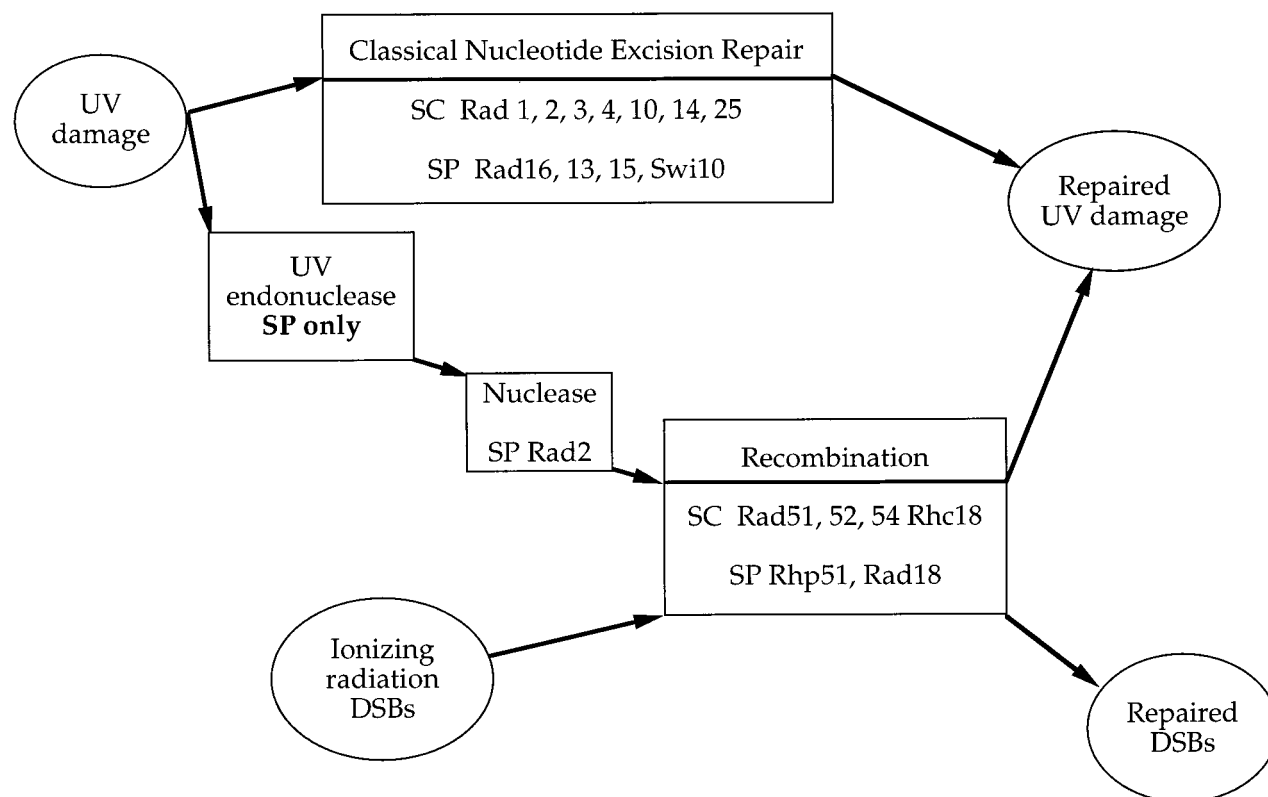 Classical Nucleotide Excision Repair
UV
damage
SC Rad 1, 2, 3, 4, 10, 14, 25
SP Rad16, 13, 15, Swi10
Repaired
UV damage
UV
endonuclease
SP only
Nuclease
SP Rad2
Recombination
SC Rad51, 52, 54 Rhc18
SP Rhp51, Rad18
Ionizing
radiation
DSBs
Repaired
DSBs